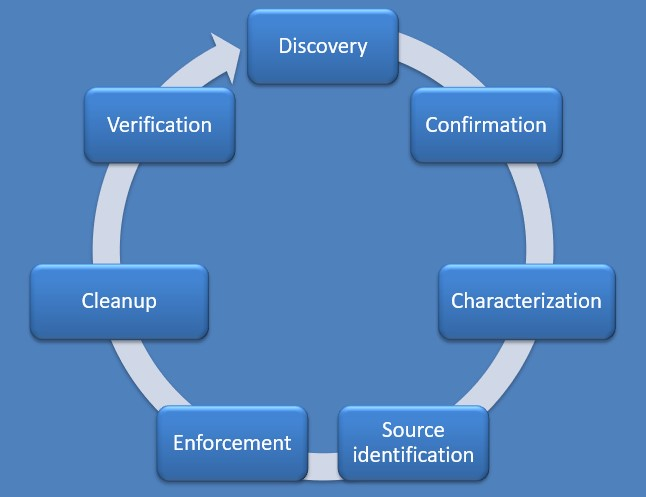 Discovery
Confirmation
Characterization
Source
identification
Enforcement
Cleanup
Verification